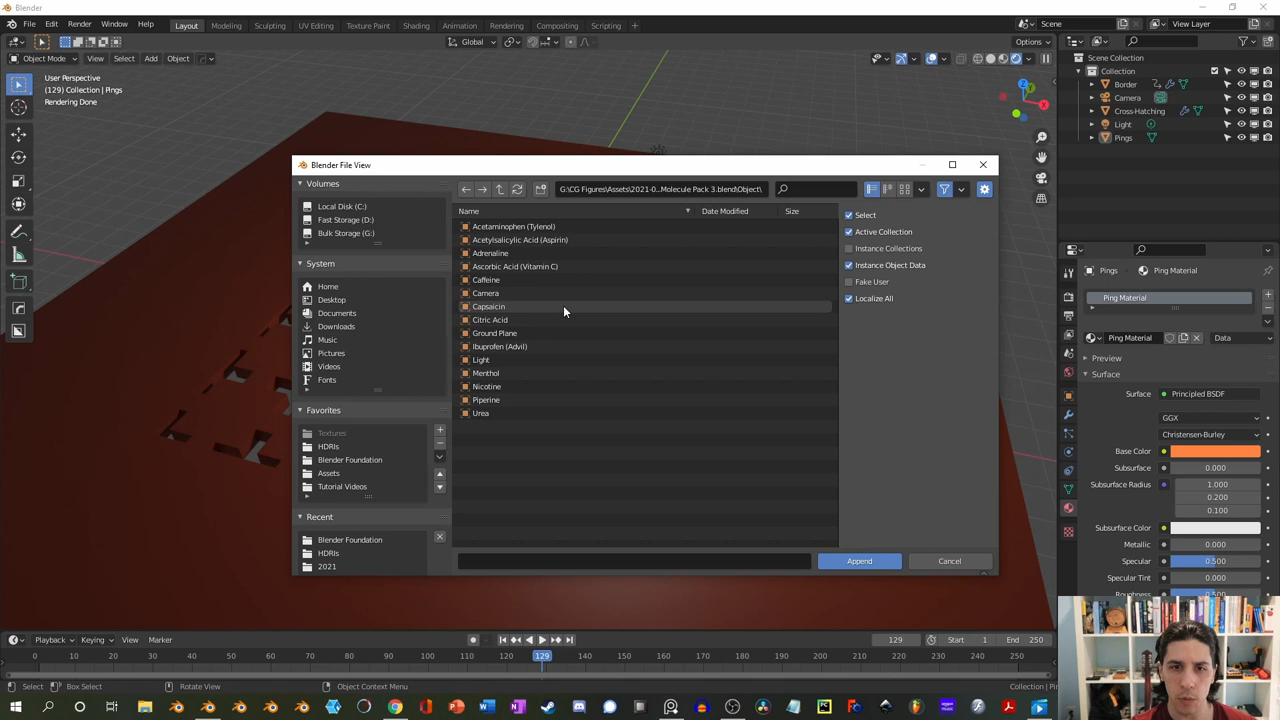 Blender
File Edit Render Window Help Layout Modeling Sculpting UV Editing Texture Paint Shading Animation Rendering Compositing Scripting + Scene View Layer
Object Mode View Select Add Object Global Options
User Perspective
(129) Collection | Pings
Rendering Done
Scene Collection
Collection
Border
Camera
Cross-Hatching
Light
Pings
Blender File View
Volumes
Local Disk (C:)
Fast Storage (D:)
Bulk Storage (G:)
System
Home
Desktop
Documents
Downloads
Music
Pictures
Videos
Fonts
Favorites
Textures
HDRIs
Blender Foundation
Assets
Tutorial Videos
Recent
Blender Foundation
HDRIs
2021
G:\CG Figures\Assets\2021-0...Molecule Pack 3.blend\Object\
Name Date Modified Size
Acetaminophen (Tylenol)
Acetylsalicylic Acid (Aspirin)
Adrenaline
Ascorbic Acid (Vitamin C)
Caffeine
Camera
Capsaicin
Citric Acid
Ground Plane
Ibuprofen (Advil)
Light
Menthol
Nicotine
Piperine
Urea
Select
Active Collection
Instance Collections
Instance Object Data
Fake User
Localize All
Append Cancel
Pings Ping Material
Ping Material
Ping Material Data
Preview
Surface
Surface Principled BSDF
GGX
Christensen-Burley
Base Color
Subsurface 0.000
Subsurface Radius 1.000
0.200
0.100
Subsurface Color
Metallic 0.000
Specular 0.500
Specular Tint 0.000
Playback Keying View Marker 129 Start 1 End 250
0 10 20 30 40 50 60 70 80 90 100 110 120 129 140 150 160 170 180 190 200 210 220 230 240 250
Select Box Select Rotate View Object Context Menu Collection | Pin